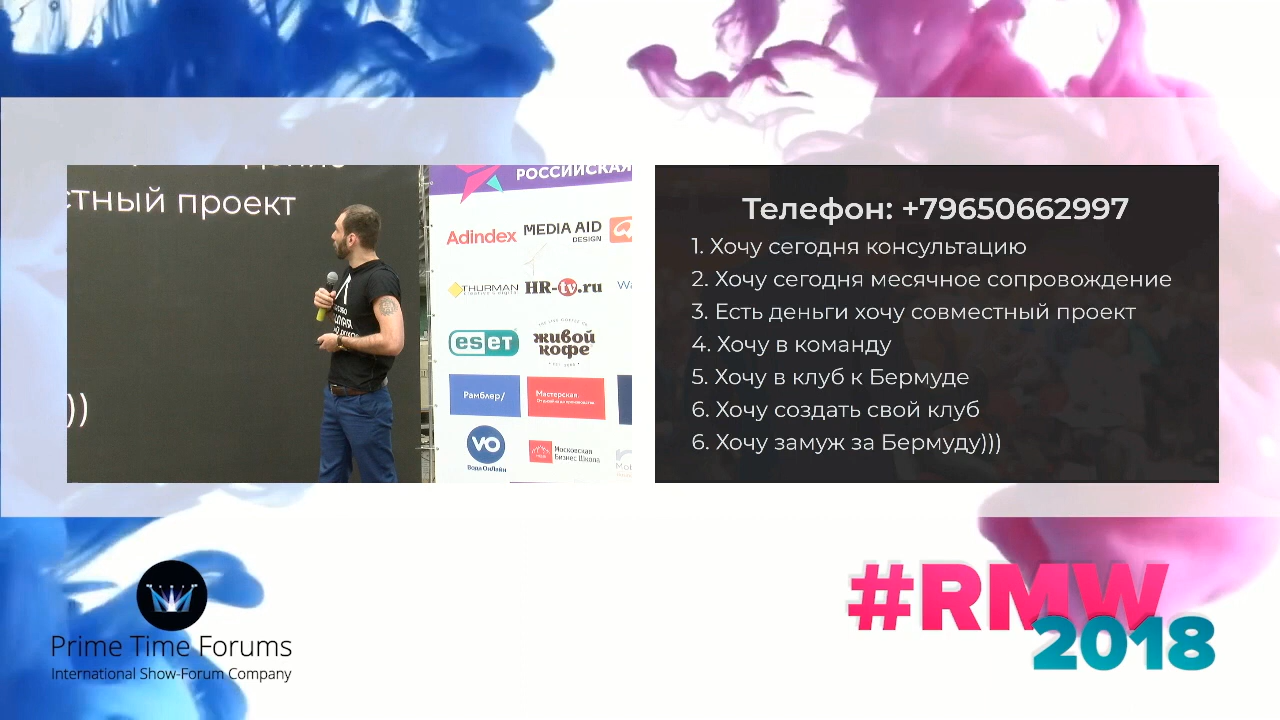 стный проект
))
РОССИЙСКАЯ
Adindex
MEDIA AID
DESIGN
THURMAN
HR-tv.ru
eset
живой
кофе
Рамблер/
Мастерская.
VO
Вода ОнЛайн
Московская
Бизнес Школа
Телефон: +79650662997
1. Хочу сегодня консультацию
2. Хочу сегодня месячное сопровождение
3. Есть деньги хочу совместный проект
4. Хочу в команду
5. Хочу в клуб к Бермуде
6. Хочу создать свой клуб
6. Хочу замуж за Бермуду)))
Prime Time Forums
International Show-Forum Company
#RMW
2018